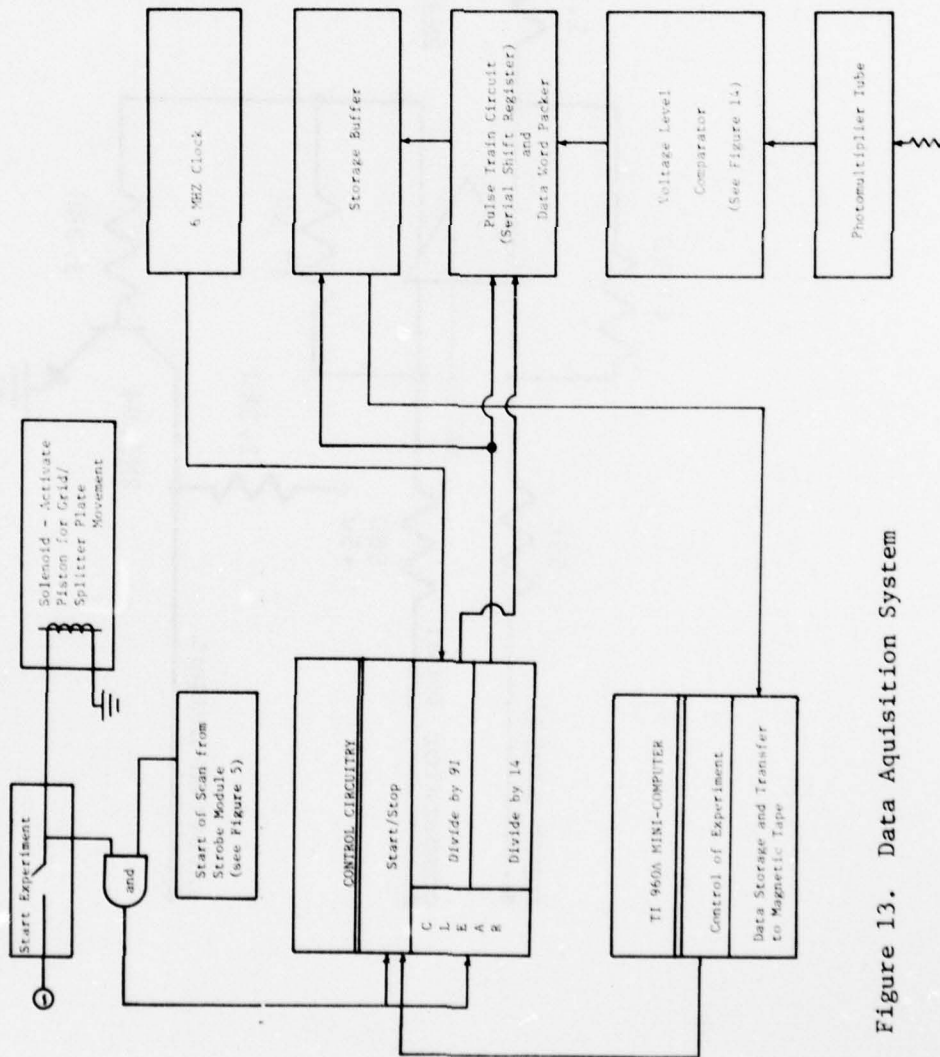 Start Experiment
Solenoid - Activate
Piston for Grid/
Splitter Plate
Movement
and
Start of Scan from
Strobe Module
(see Figure 5)
6 MHZ Clock
Storage Buffer
Pulse Train Circuit
(Serial Shift Register)
and
Data Word Packer
Voltage Level
Comparator
(See Figure 14)
Photomultiplier Tube
CONTROL CIRCUITRY
Start/Stop
C
L
E
A
R
Divide by 91
Divide by 14
TI 960A MINI-COMPUTER
Control of Experiment
Data Storage and Transfer
to Magnetic Tape
Figure 13. Data Aquisition System